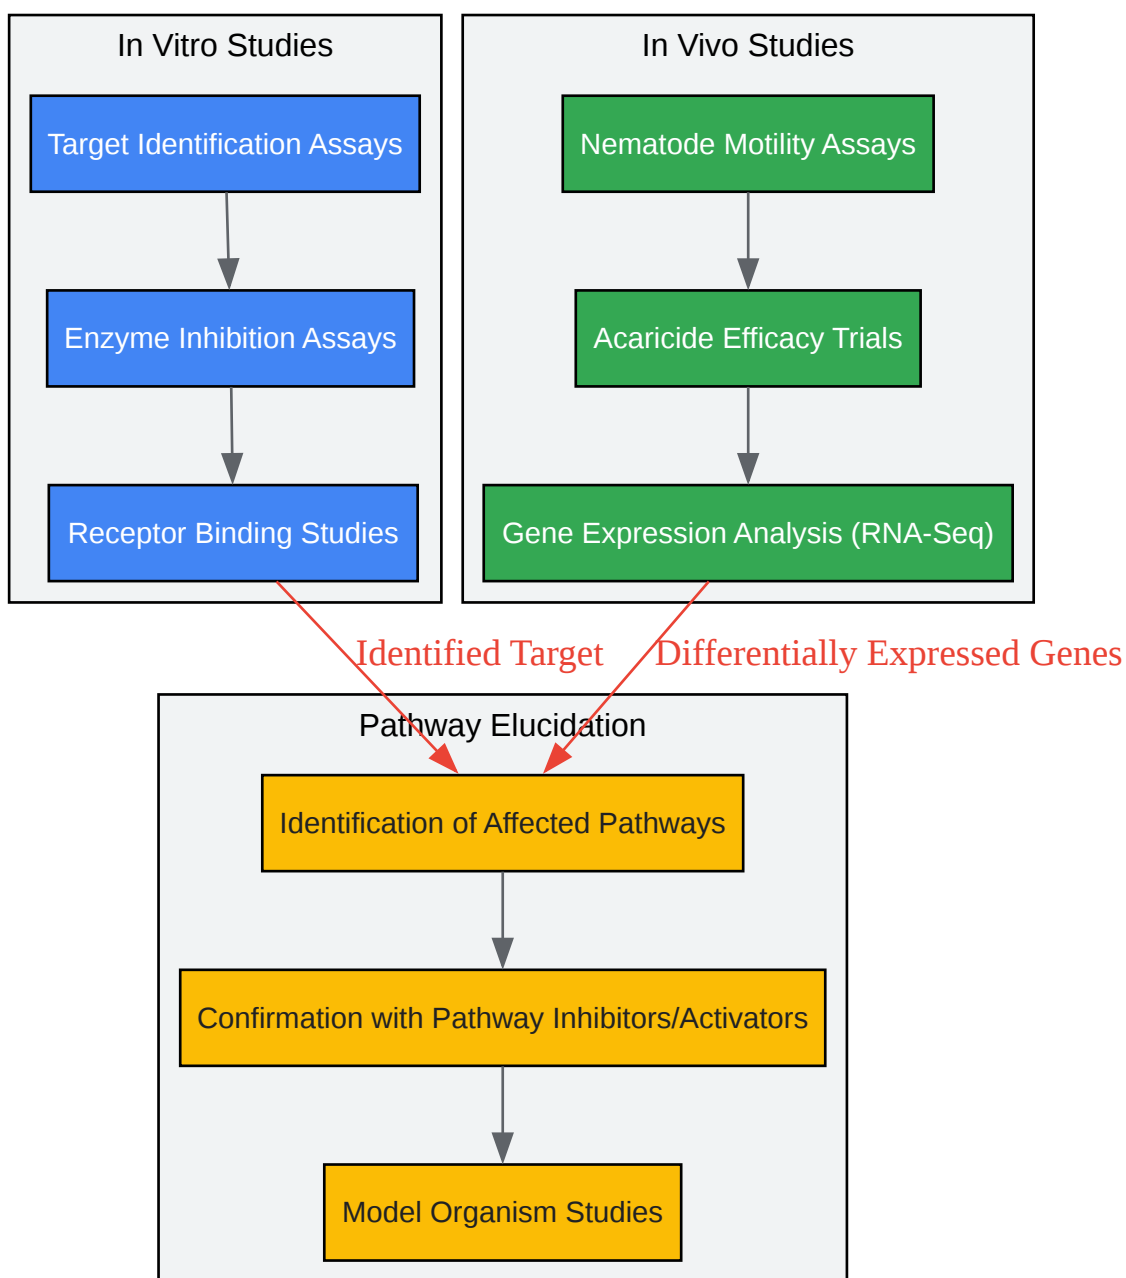 In Vitro Studies
Target Identification Assays
Enzyme Inhibition Assays
Receptor Binding Studies
In Vivo Studies
Nematode Motility Assays
Acaricide Efficacy Trials
Gene Expression Analysis (RNA-Seq)
Identified Target
Differentially Expressed Genes
Pathway Elucidation
Identification of Affected Pathways
Confirmation with Pathway Inhibitors/Activators
Model Organism Studies